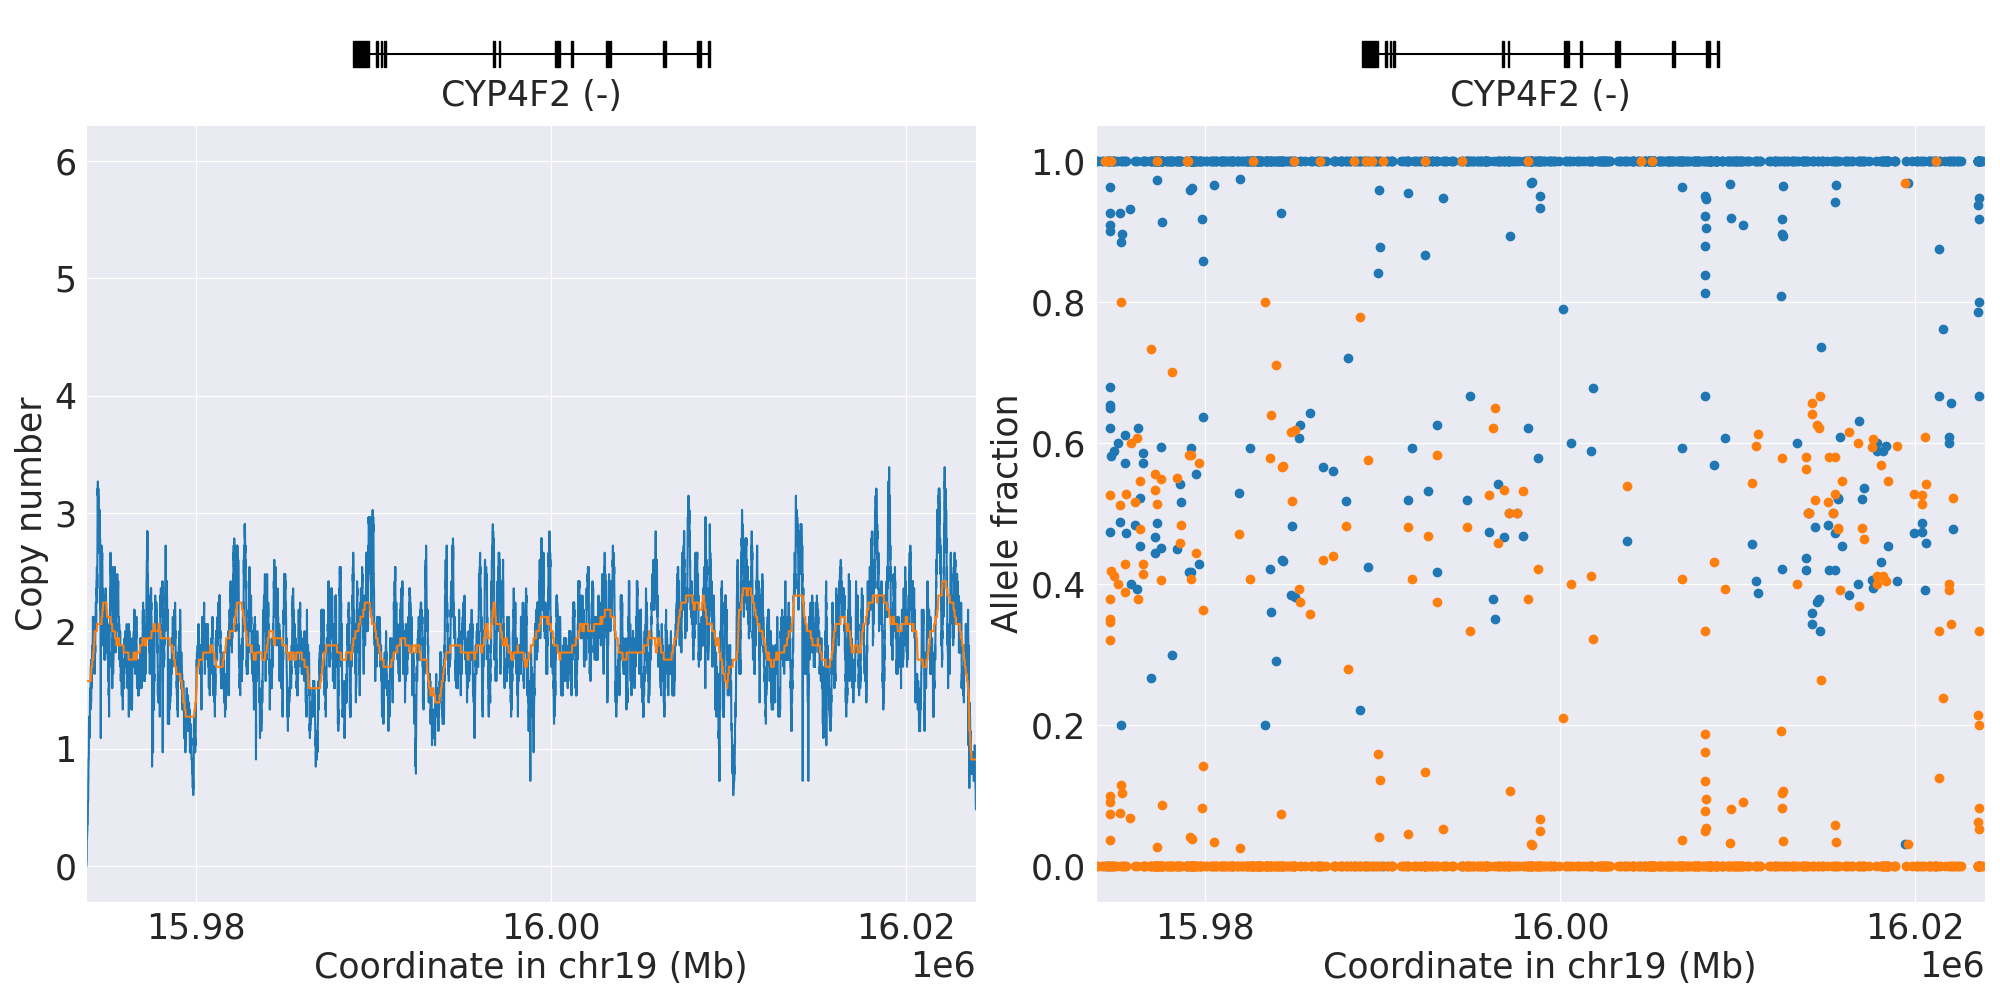 CYP4F2 (-)
6
5
4
3
2
1
0
Copy number
15.98
16.00
16.02
Coordinate in chr19 (Mb)
1e6
CYP4F2 (-)
1.0
0.8
0.6
0.4
0.2
0.0
Allele fraction
15.98
16.00
16.02
Coordinate in chr19 (Mb)
1e6